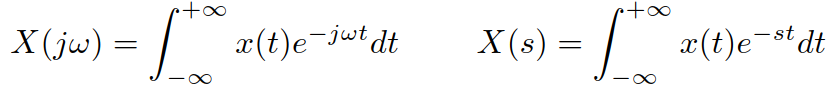 X(jω) = ∫_{−∞}^{+∞} x(t)e^{−jωt}dt X(s) = ∫_{−∞}^{+∞} x(t)e^{−st}dt